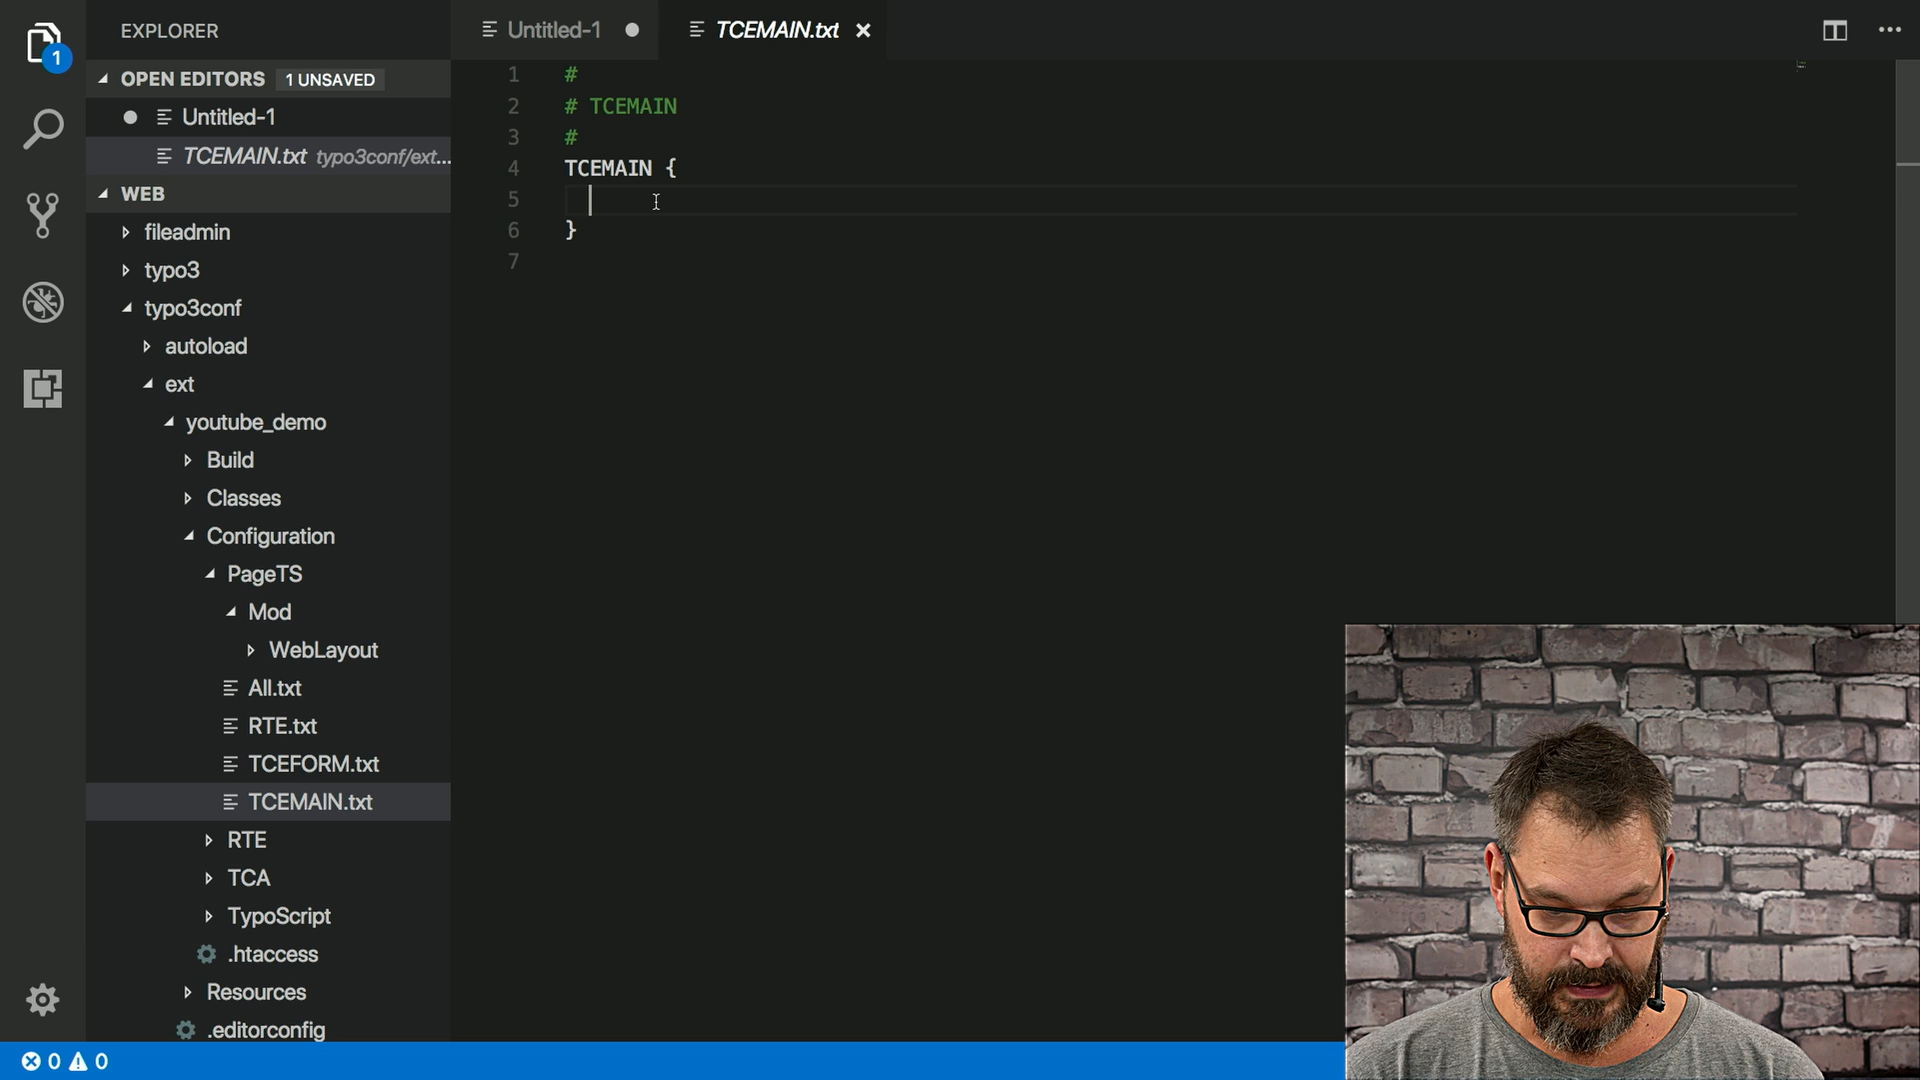 EXPLORER
Untitled-1
TCEMAIN.txt
1
OPEN EDITORS 1 UNSAVED
Untitled-1
TCEMAIN.txt typo3conf/ext...
WEB
fileadmin
typo3
typo3conf
autoload
ext
youtube_demo
Build
Classes
Configuration
PageTS
Mod
WebLayout
All.txt
RTE.txt
TCEFORM.txt
TCEMAIN.txt
RTE
TCA
TypoScript
.htaccess
Resources
.editorconfig
1 #
2 # TCEMAIN
3 #
4 TCEMAIN {
5
6 }
7
0 0